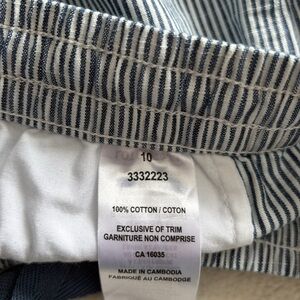 10
3332223
100% COTTON / COTON
EXCLUSIVE OF TRIM
GARNITURE NON COMPRISE
CA 16035
MADE IN CAMBODIA
FABRIQUÉ AU CAMBODGE